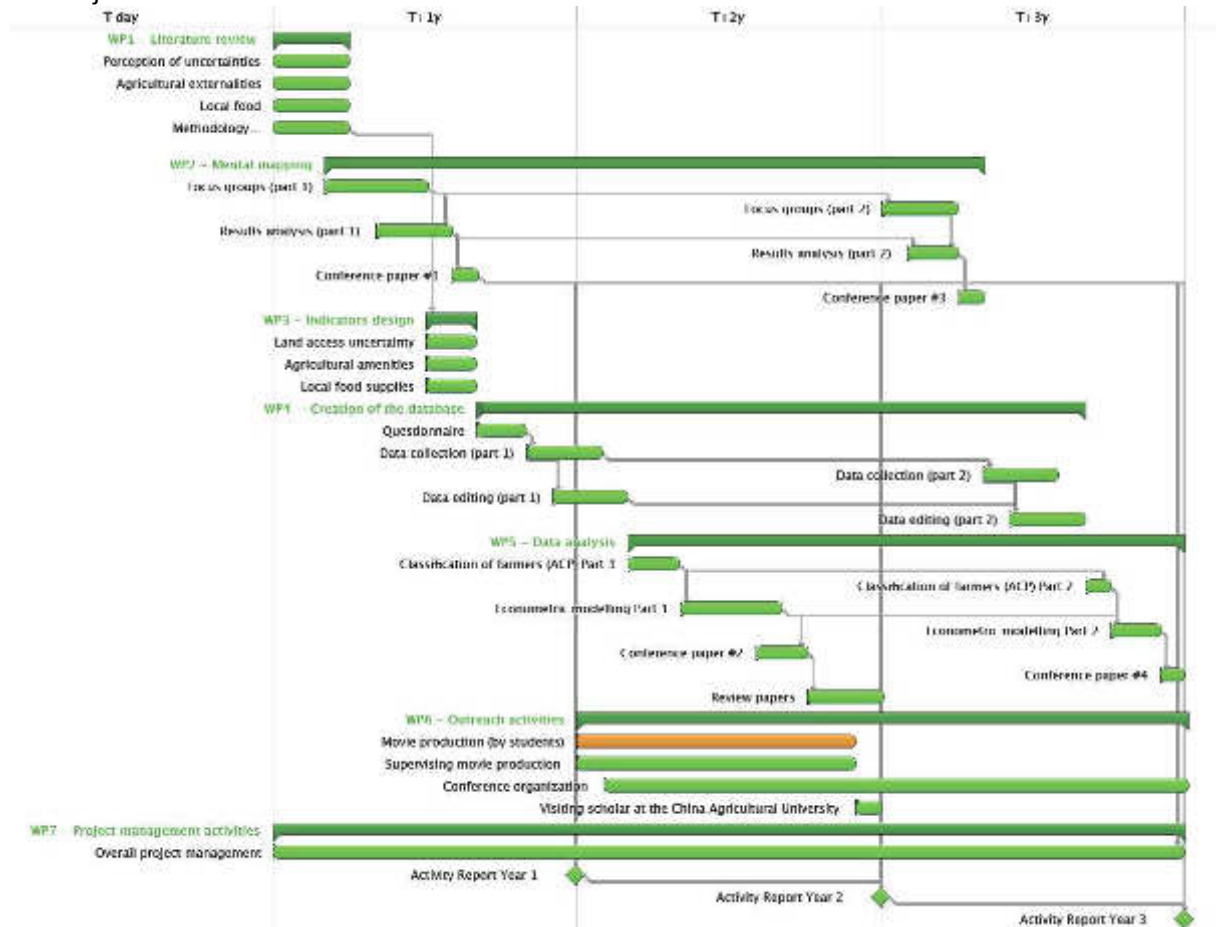 T day T: 1y T: 2y T: 3y
WP1 - Literature review
Perception of uncertainties
Agricultural externalities
Local food
Methodology...
WP2 - Mental mapping
Focus groups (part 1)
Focus groups (part 2)
Results analysis (part 1)
Results analysis (part 2)
Conference paper #1
Conference paper #3
WP3 - Indicators design
Land access uncertainty
Agricultural amenities
Local food supplies
WP4 - Creation of the database
Questionnaire
Data collection (part 1)
Data collection (part 2)
Data editing (part 1)
Data editing (part 2)
WP5 - Data analysis
Classification of farmers (ACP) Part 1
Classification of farmers (ACP) Part 2
Econometric modelling Part 1
Econometric modelling Part 2
Conference paper #2
Conference paper #4
Review papers
WP6 - Outreach activities
Movie production (by students)
Supervising movie production
Conference organization
Visiting scholar at the China Agricultural University
WP7 - Project management activities
Overall project management
Activity Report Year 1
Activity Report Year 2
Activity Report Year 3